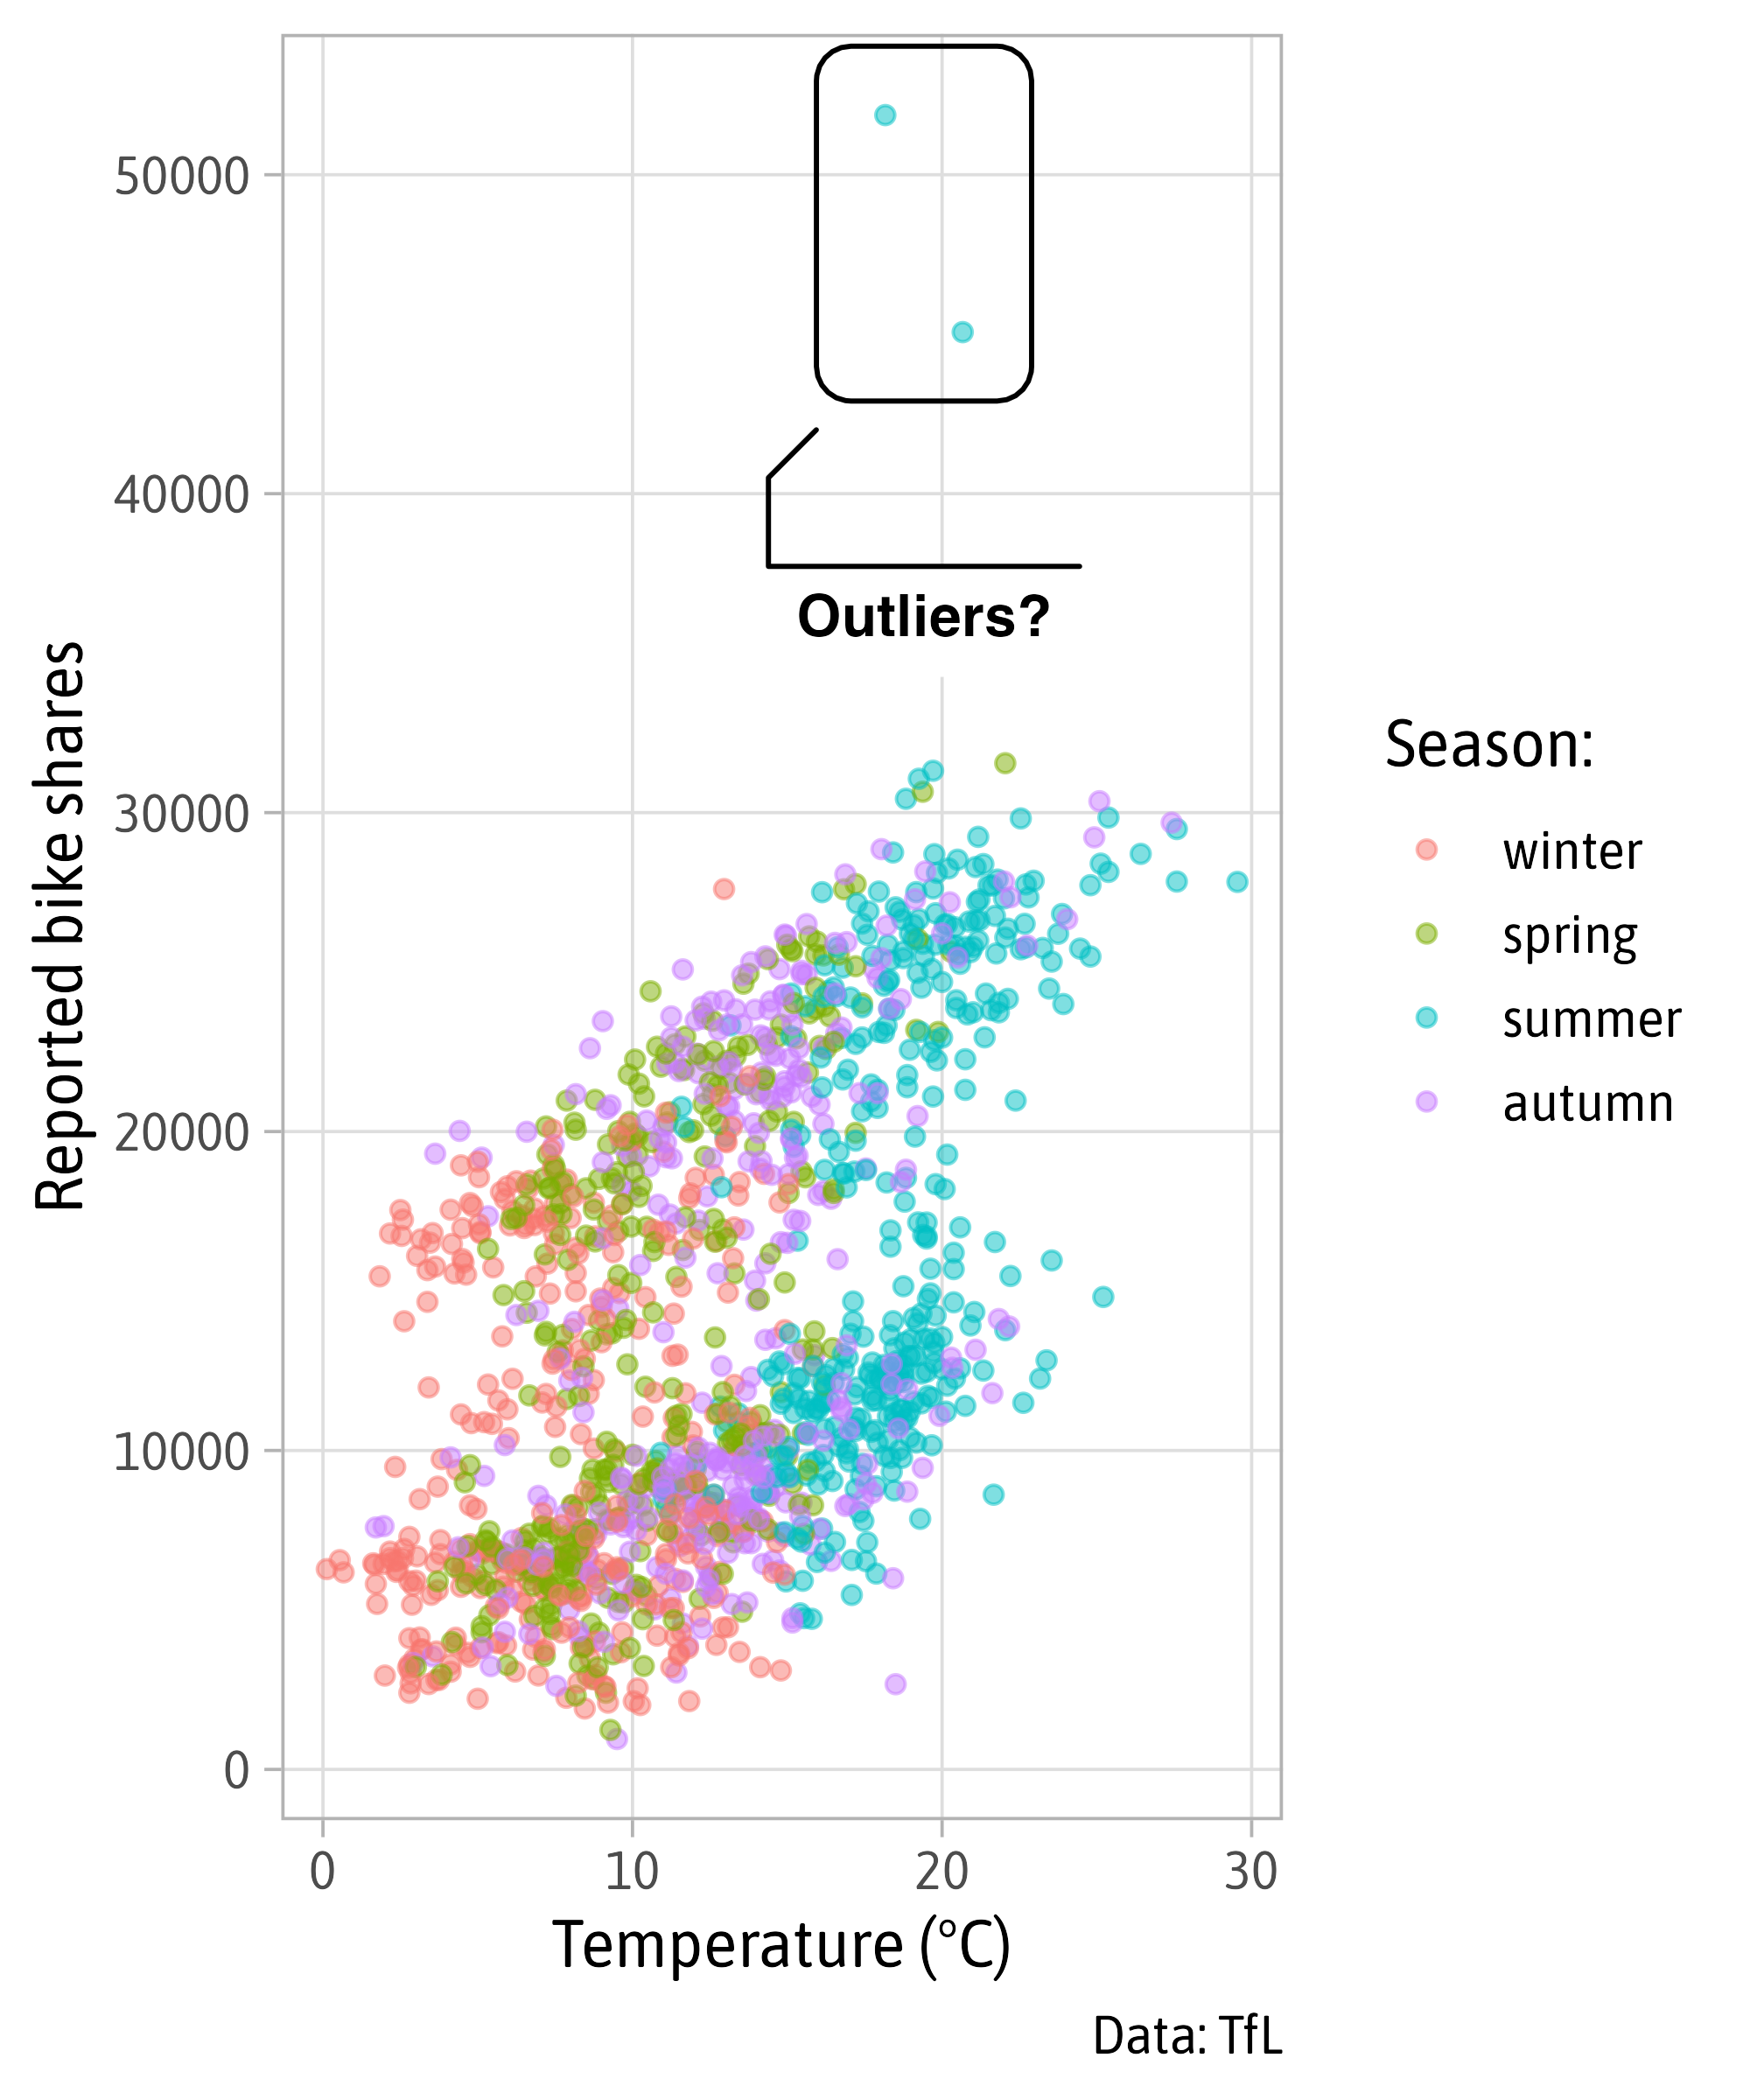 50000
40000
Outliers?
30000
20000
10000
0
Reported bike shares
0 10 20 30
Temperature (°C)
Data: TfL
Season:
winter
spring
summer
autumn